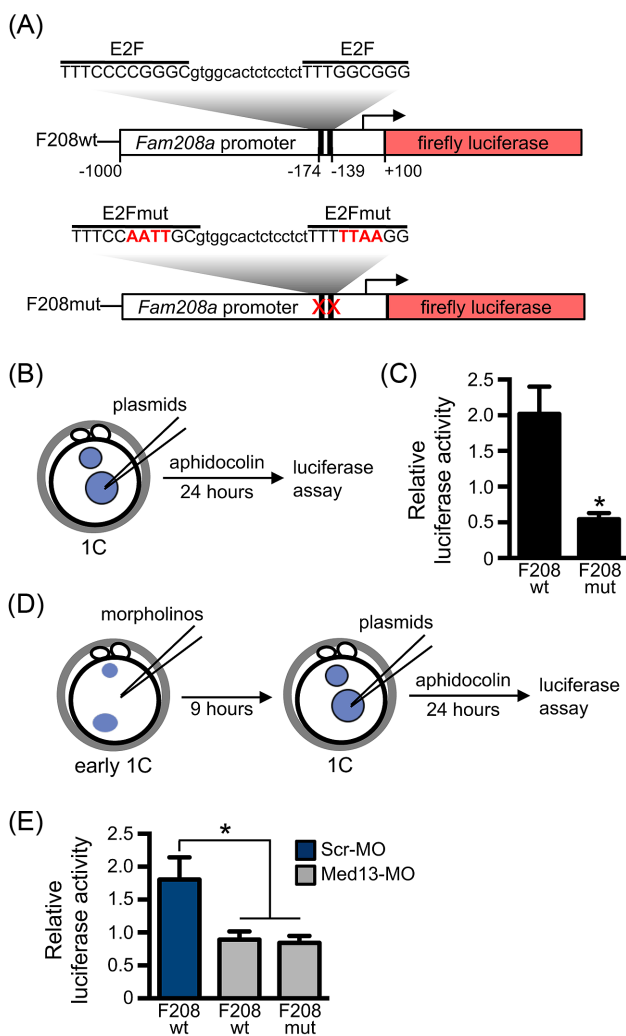 (A)
E2F E2F
TTTCCCCGGGCgtggcactctcctctTTTGGCGGG
F208wt Fam208a promoter firefly luciferase
-1000 -174 -139 +100
E2Fmut E2Fmut
TTTCCAATTGCgtggcactctcctctTTTTTAAGG
F208mut Fam208a promoter XX firefly luciferase
(B)
plasmids
aphidocolin
24 hours
luciferase
assay
1C
(C)
Relative
luciferase activity
2.5
2.0
1.5
1.0
0.5
0
*
F208
wt
F208
mut
(D)
morpholinos
9 hours
plasmids
aphidocolin
24 hours
luciferase
assay
early 1C
1C
(E)
Relative
luciferase activity
2.5
2.0
1.5
1.0
0.5
0
*
Scr-MO
Med13-MO
F208
wt
F208
wt
F208
mut